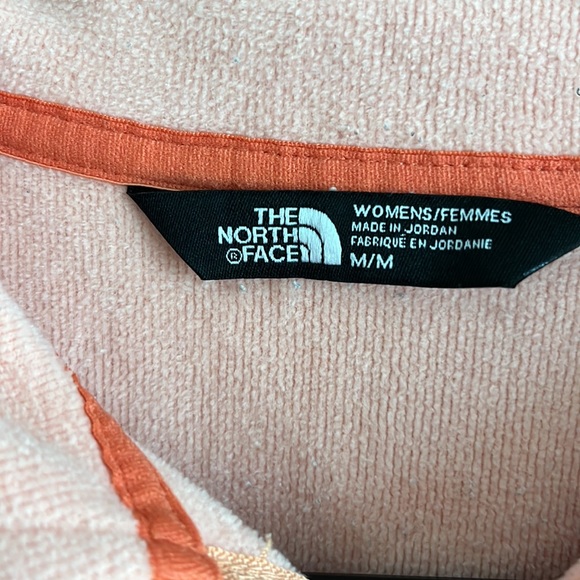 THE
NORTH
®FACE
WOMENS/FEMMES
MADE IN JORDAN
FABRIQUÉ EN JORDANIE
M/M